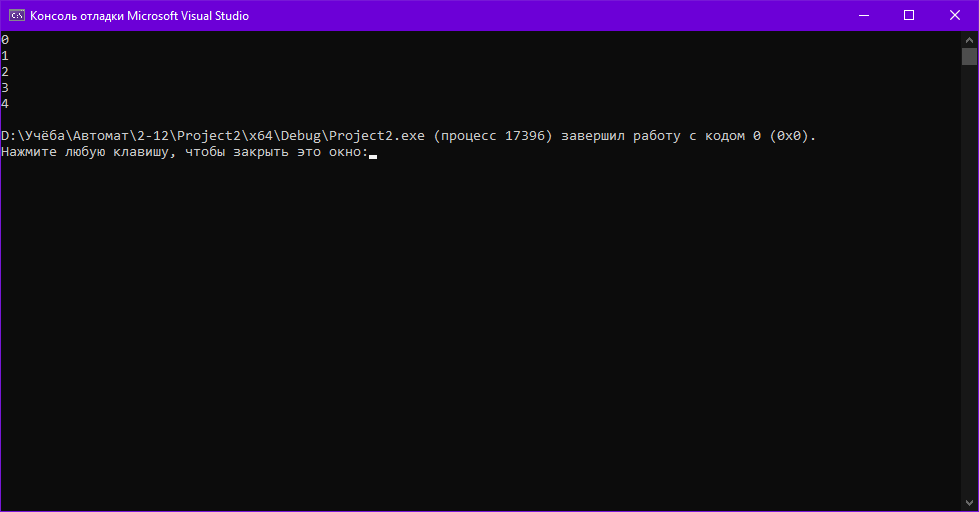 Консоль отладки Microsoft Visual Studio
0
1
2
3
4
D:\Учёба\Автомат\2-12\Project2\x64\Debug\Project2.exe (процесс 17396) завершил работу с кодом 0 (0x0).
Нажмите любую клавишу, чтобы закрыть это окно: